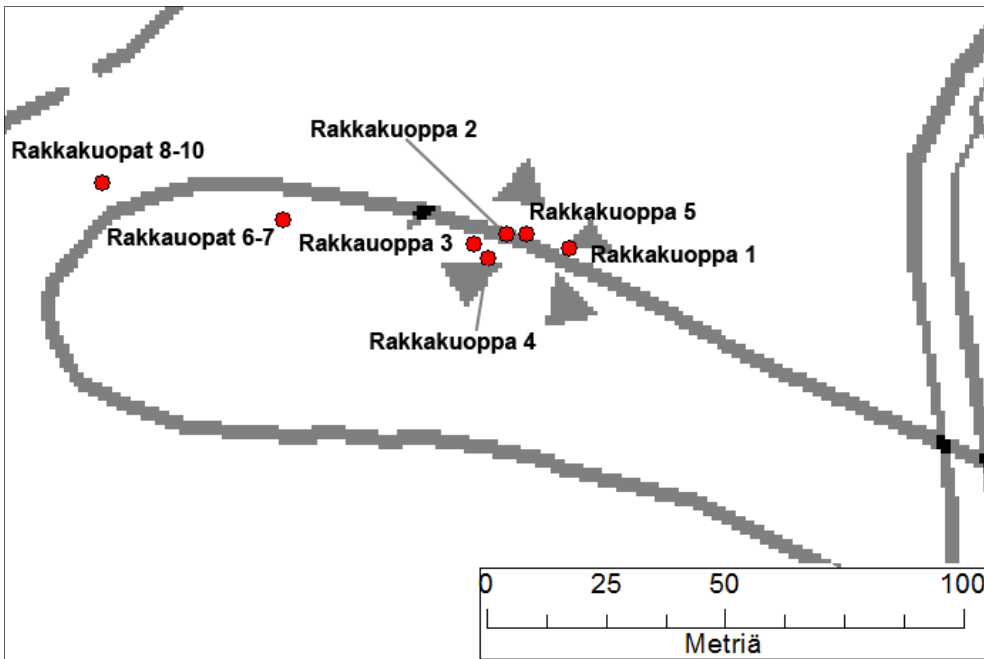 Rakkakuoppa 2
Rakkakuopat 8-10
Rakkakuoppa 5
Rakkauopat 6-7
Rakkauoppa 3
Rakkakuoppa 1
Rakkakuoppa 4
0 25 50 100
Metriä